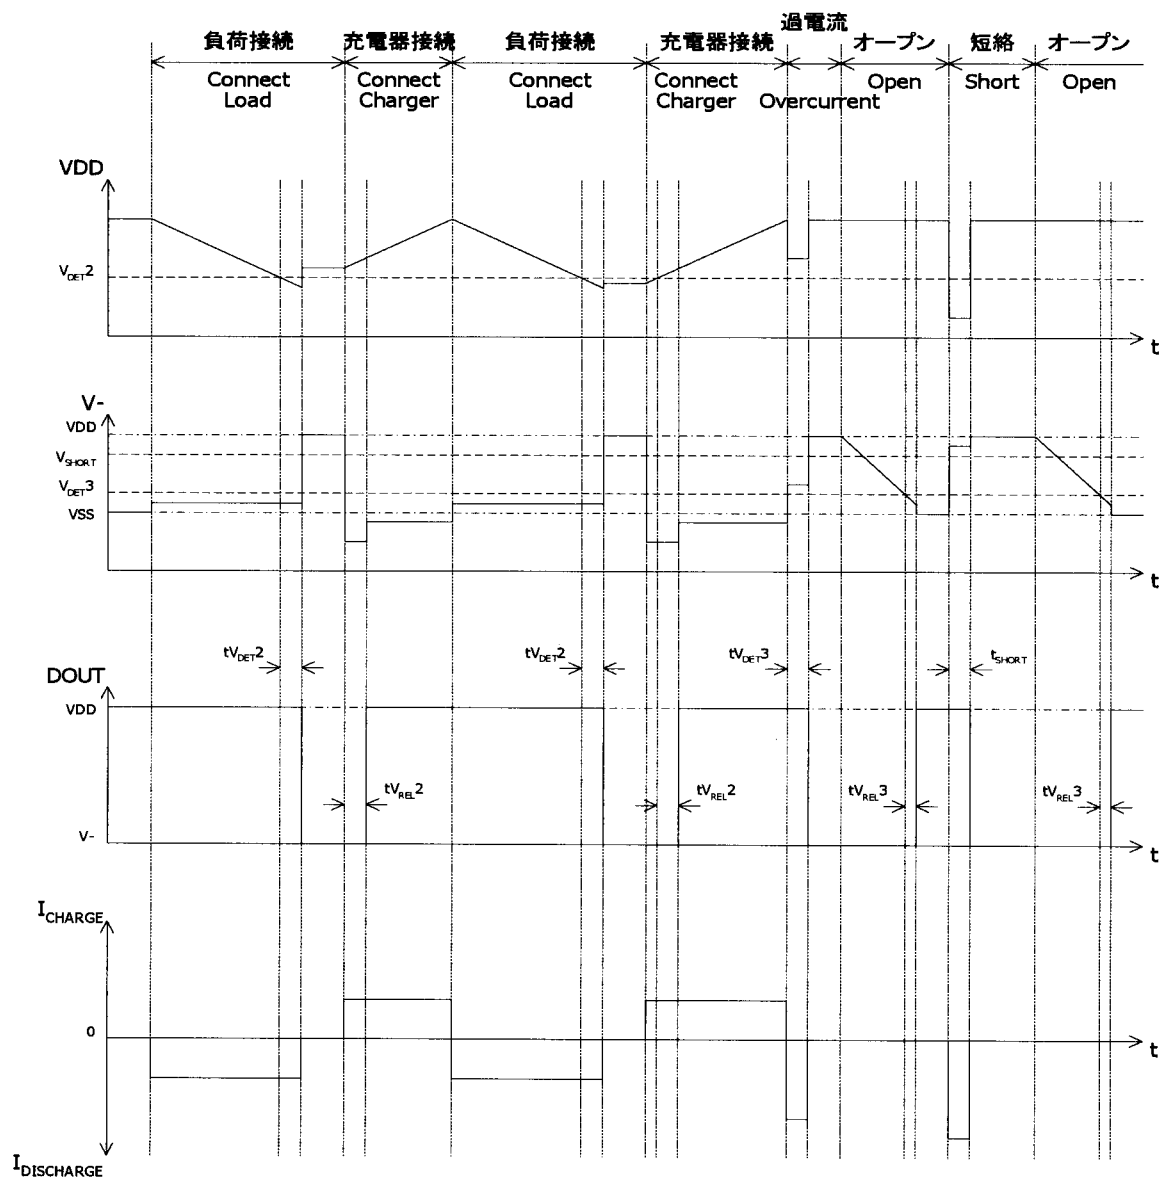 過電流
負荷接続
充電器接続
負荷接続
充電器接続
オープン
短絡
オープン
Connect
Load
Connect
Charger
Connect
Load
Connect
Charger
Overcurrent
Open
Short
Open
VDD
VDET2
t
V-
VDD
VSHORT
VDET3
VSS
t
tVDET2
tVDET2
tVDET3
tSHORT
DOUT
VDD
tVREL2
tVREL2
tVREL3
tVREL3
V-
t
ICHARGE
0
t
IDISCHARGE